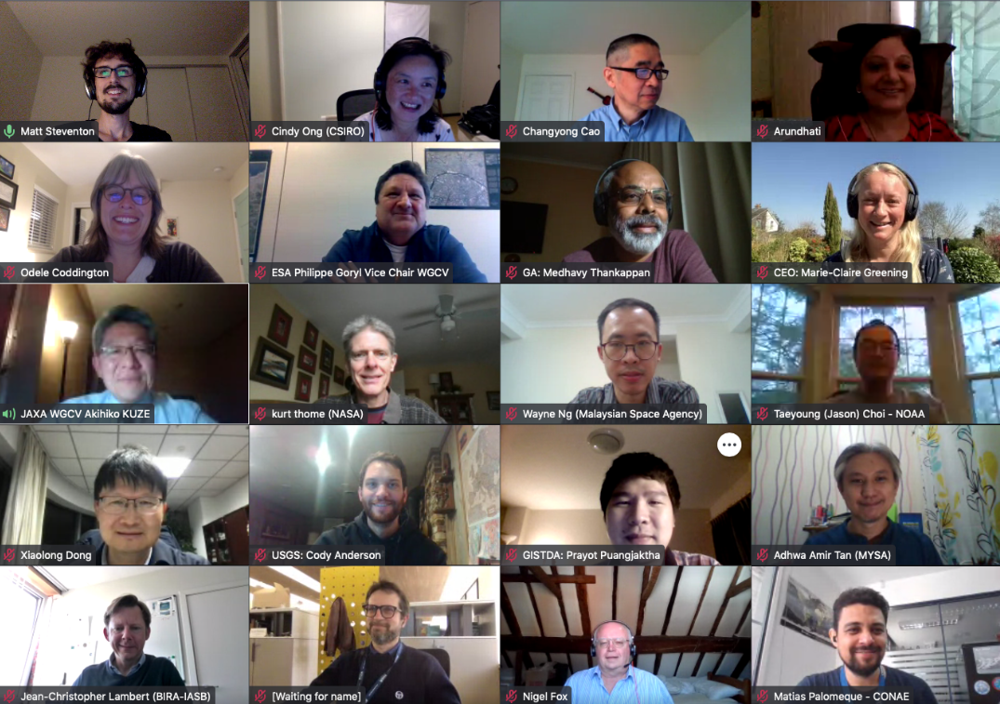 Matt Steventon
Cindy Ong (CSIRO)
Changyong Cao
Arundhati
Odele Coddington
ESA Philippe Goryl Vice Chair WGCV
GA: Medhavy Thankappan
CEO: Marie-Claire Greening
JAXA WGCV Akihiko KUZE
kurt thome (NASA)
Wayne Ng (Malaysian Space Agency)
Taeyoung (Jason) Choi - NOAA
Xiaolong Dong
USGS: Cody Anderson
GISTDA: Prayot Puangjaktha
Adhwa Amir Tan (MYSA)
Jean-Christopher Lambert (BIRA-IASB)
[Waiting for name]
Nigel Fox
Matias Palomeque - CONAE